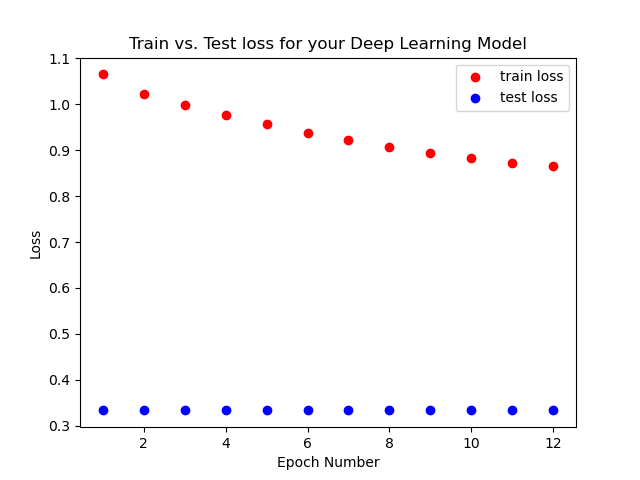 Train vs. Test loss for your Deep Learning Model
train loss
test loss
1.1
1.0
0.9
0.8
0.7
0.6
0.5
0.4
0.3
Loss
2 4 6 8 10 12
Epoch Number